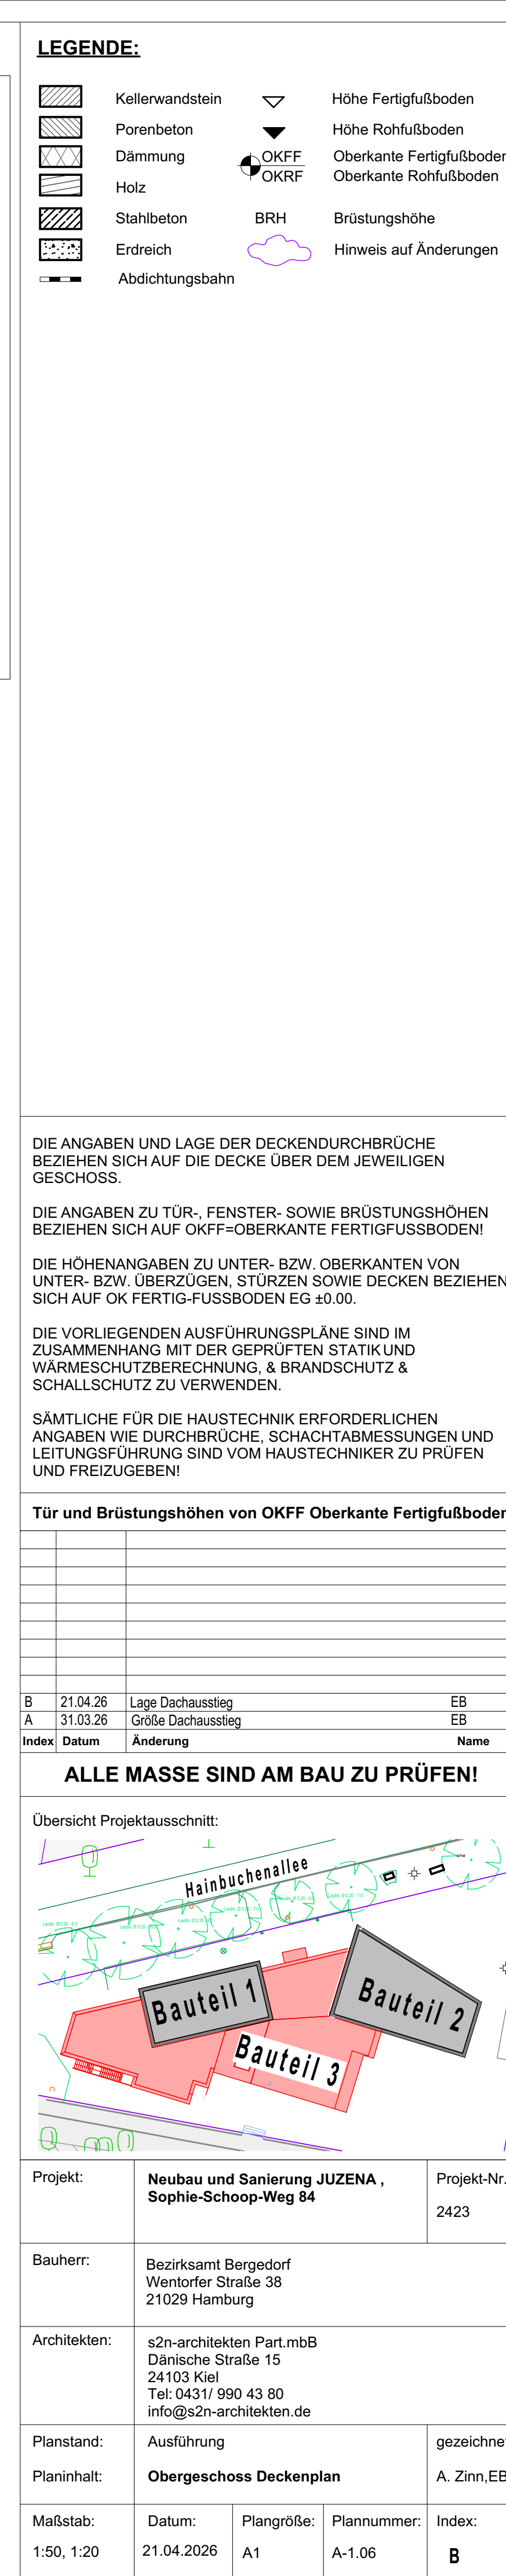 LEGENDE:
Kellerwandstein
Höhe Fertigfußboden
Porenbeton
Höhe Rohfußboden
Dämmung
OKFF
Oberkante Fertigfußboden
OKRF
Oberkante Rohfußboden
Holz
Stahlbeton
BRH
Brüstungshöhe
Erdreich
Hinweis auf Änderungen
Abdichtungsbahn
DIE ANGABEN UND LAGE DER DECKENDURCHBRÜCHE
BEZIEHEN SICH AUF DIE DECKE ÜBER DEM JEWEILIGEN
GESCHOSS.
DIE ANGABEN ZU TÜR-, FENSTER- SOWIE BRÜSTUNGSHÖHEN
BEZIEHEN SICH AUF OKFF=OBERKANTE FERTIGFUSSBODEN!
DIE HÖHENANGABEN ZU UNTER- BZW. OBERKANTEN VON
UNTER- BZW. ÜBERZÜGEN, STÜRZEN SOWIE DECKEN BEZIEHEN
SICH AUF OK FERTIG-FUSSBODEN EG ±0.00.
DIE VORLIEGENDEN AUSFÜHRUNGSPLÄNE SIND IM
ZUSAMMENHANG MIT DER GEPRÜFTEN STATIK UND
WÄRMESCHUTZBERECHNUNG, & BRANDSCHUTZ &
SCHALLSCHUTZ ZU VERWENDEN.
SÄMTLICHE FÜR DIE HAUSTECHNIK ERFORDERLICHEN
ANGABEN WIE DURCHBRÜCHE, SCHACHTABMESSUNGEN UND
LEITUNGSFÜHRUNG SIND VOM HAUSTECHNIKER ZU PRÜFEN
UND FREIZUGEBEN!
Tür und Brüstungshöhen von OKFF Oberkante Fertigfußboden
B 21.04.26 Lage Dachausstieg EB
A 31.03.26 Größe Dachausstieg EB
Index Datum Änderung Name
ALLE MASSE SIND AM BAU ZU PRÜFEN!
Übersicht Projektausschnitt:
Hainbuchenallee
Bauteil 1
Bauteil 2
Bauteil 3
Projekt:
Neubau und Sanierung JUZENA ,
Sophie-Schoop-Weg 84
Projekt-Nr.
2423
Bauherr:
Bezirksamt Bergedorf
Wentorfer Straße 38
21029 Hamburg
Architekten:
s2n-architekten Part.mbB
Dänische Straße 15
24103 Kiel
Tel: 0431/ 990 43 80
info@s2n-architekten.de
Planstand:
Ausführung
gezeichnet
Planinhalt:
Obergeschoss Deckenplan
A. Zinn,EB
Maßstab:
Datum:
Plangröße:
Plannummer:
Index:
1:50, 1:20
21.04.2026
A1
A-1.06
B